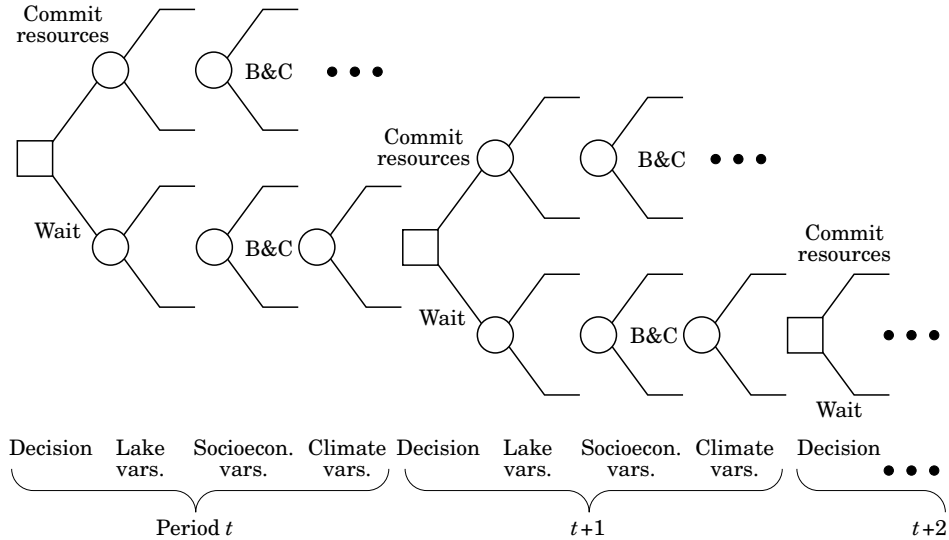 Commit
resources
B&C
Wait
B&C
Commit
resources
B&C
Wait
B&C
Commit
resources
Wait
Decision Lake Socioecon. Climate Decision Lake Socioecon. Climate Decision
vars. vars. vars. vars. vars. vars.
Period t t+1 t+2